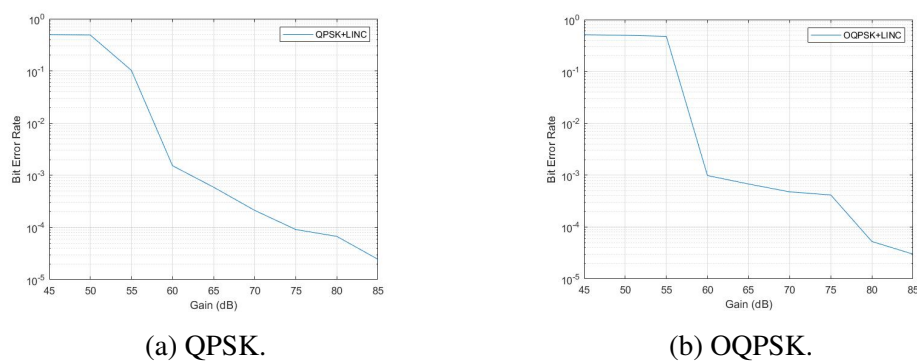 10^0
10^-1
10^-2
10^-3
10^-4
10^-5
Bit Error Rate
QPSK+LINC
45 50 55 60 65 70 75 80 85
Gain (dB)
(a) QPSK.
10^0
10^-1
10^-2
10^-3
10^-4
10^-5
Bit Error Rate
OQPSK+LINC
45 50 55 60 65 70 75 80 85
Gain (dB)
(b) OQPSK.